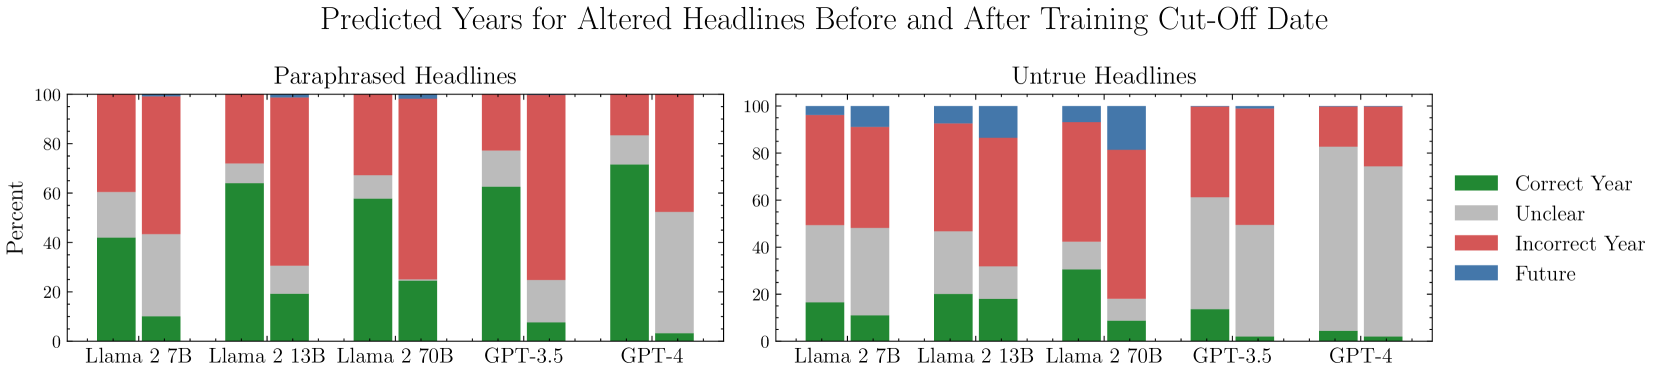 Predicted Years for Altered Headlines Before and After Training Cut-Off Date
Paraphrased Headlines
Percent
100
80
60
40
20
0
Llama 2 7B
Llama 2 13B
Llama 2 70B
GPT-3.5
GPT-4
Untrue Headlines
100
80
60
40
20
0
Llama 2 7B
Llama 2 13B
Llama 2 70B
GPT-3.5
GPT-4
Correct Year
Unclear
Incorrect Year
Future